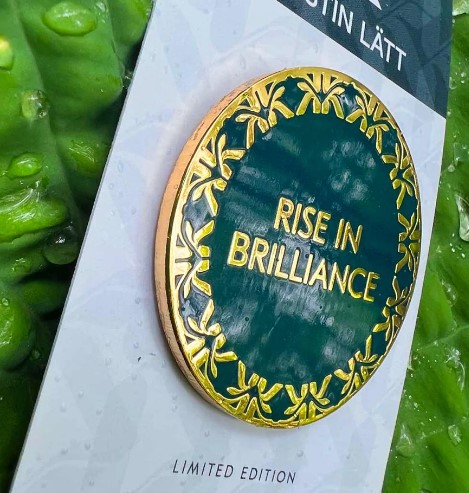 LÄTT
RISE IN
BRILLIANCE
LIMITED EDITION